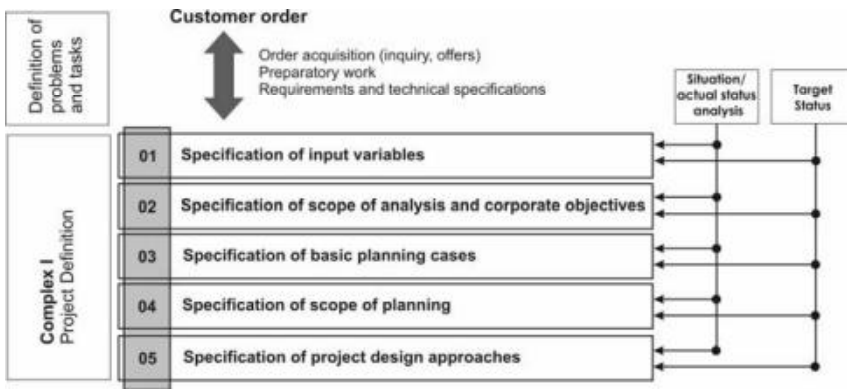 Customer order
Order acquisition (inquiry, offers)
Preparatory work
Requirements and technical specifications
Definition of
problems
and tasks
Situation/
actual status
analysis
Target
Status
Complex I
Project Definition
01 Specification of input variables
02 Specification of scope of analysis and corporate objectives
03 Specification of basic planning cases
04 Specification of scope of planning
05 Specification of project design approaches